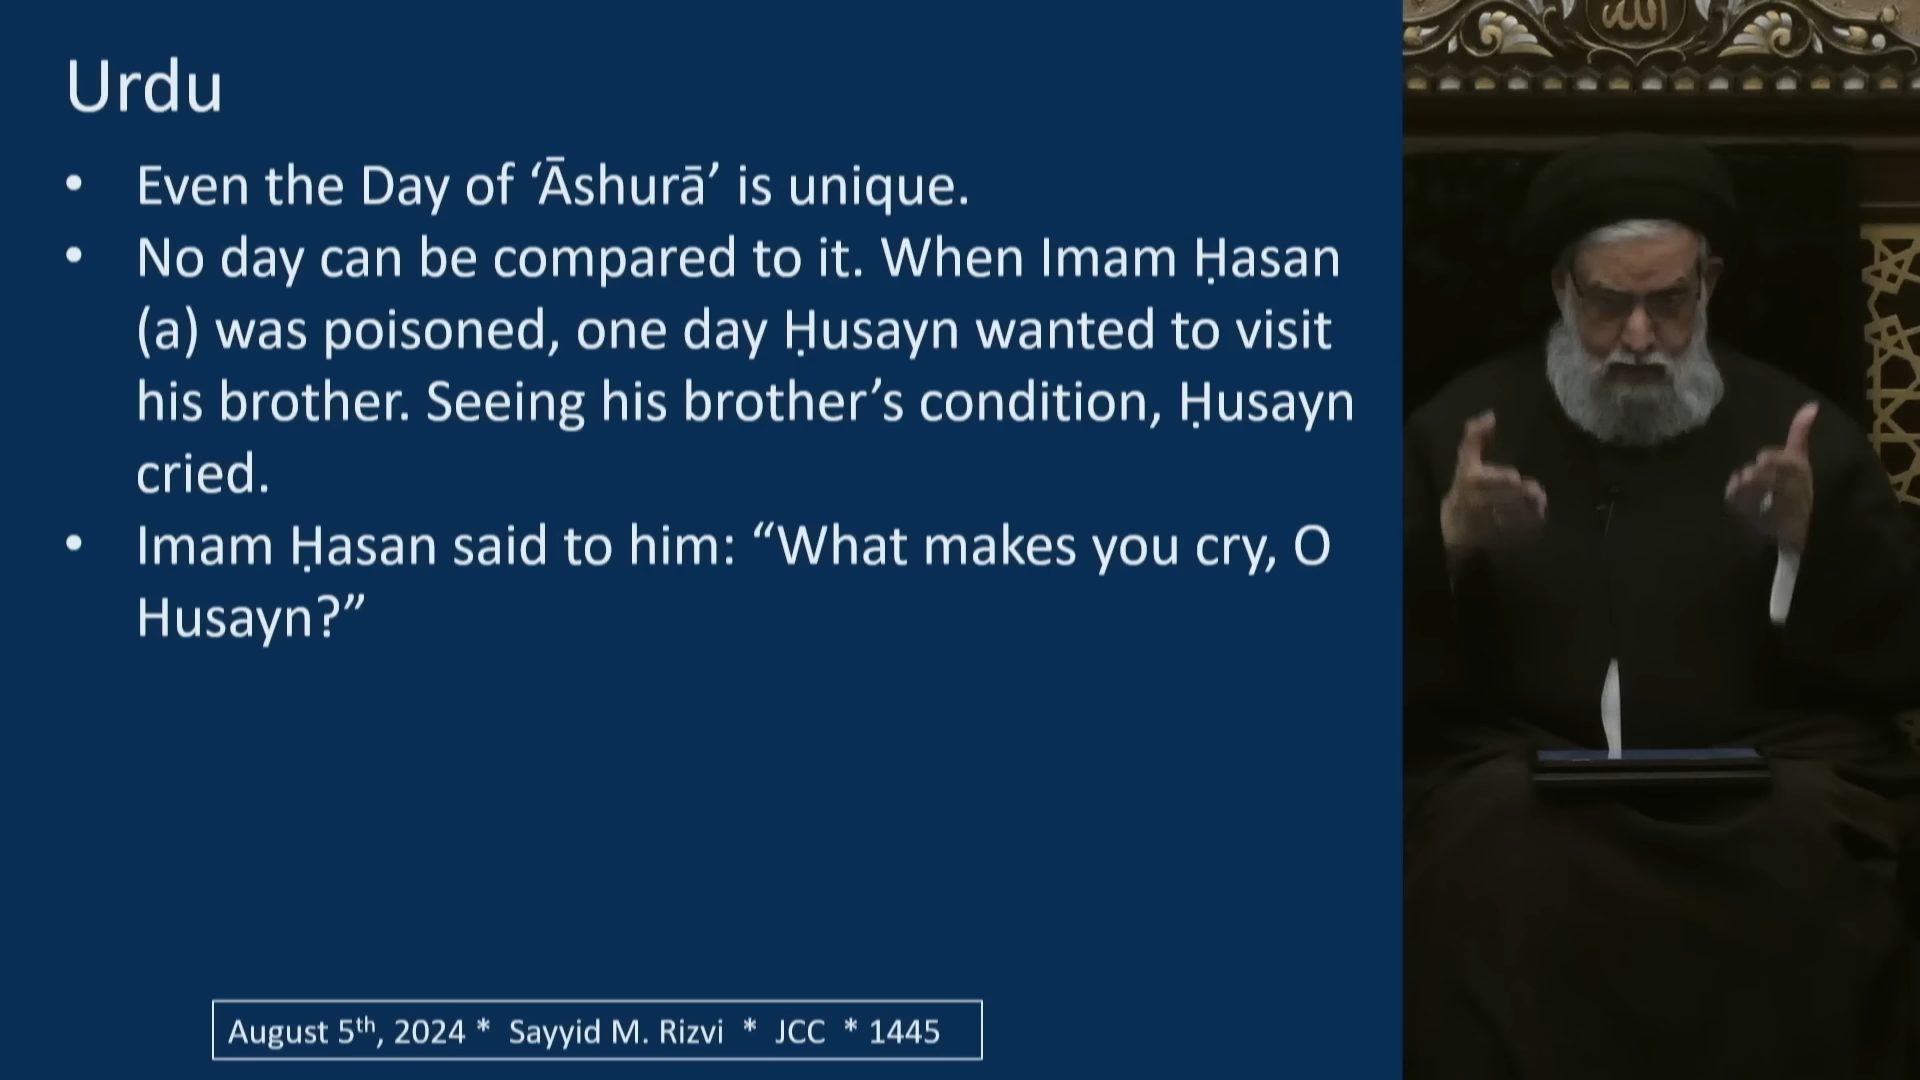 الله
Urdu
• Even the Day of ‘Āshurā’ is unique.
• No day can be compared to it. When Imam Ḥasan
(a) was poisoned, one day Ḥusayn wanted to visit
his brother. Seeing his brother’s condition, Ḥusayn
cried.
• Imam Ḥasan said to him: “What makes you cry, O
Husayn?”
August 5th, 2024 * Sayyid M. Rizvi * JCC * 1445